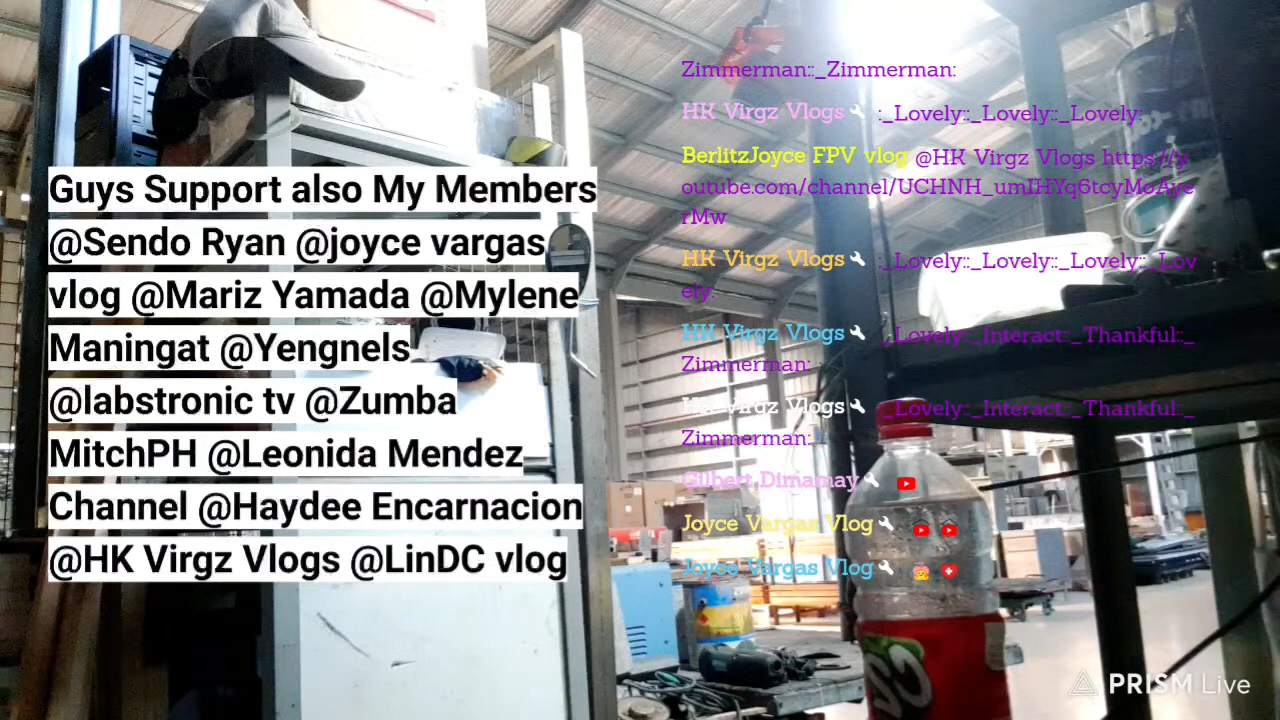 Guys Support also My Members
@Sendo Ryan @joyce vargas
vlog @Mariz Yamada @Mylene
Maningat @Yengnels
@labstronic tv @Zumba
MitchPH @Leonida Mendez
Channel @Haydee Encarnacion
@HK Virgz Vlogs @LinDC vlog
Zimmerman::_Zimmerman:
HK Virgz Vlogs :_Lovely::_Lovely::_Lovely:
BerlitzJoyce FPV vlog @HK Virgz Vlogs https://y
outube.com/channel/UCHNH_umIHYq6tcyMoAye
rMw
HK Virgz Vlogs :_Lovely::_Lovely::_Lovely::_Lov
ely:
HK Virgz Vlogs :_Lovely::_Interact::_Thankful::_
Zimmerman:
HK Virgz Vlogs :_Lovely::_Interact::_Thankful::_
Zimmerman:
Gilbert Dimamay
Joyce Vargas Vlog
Joyce Vargas Vlog
PRISM Live